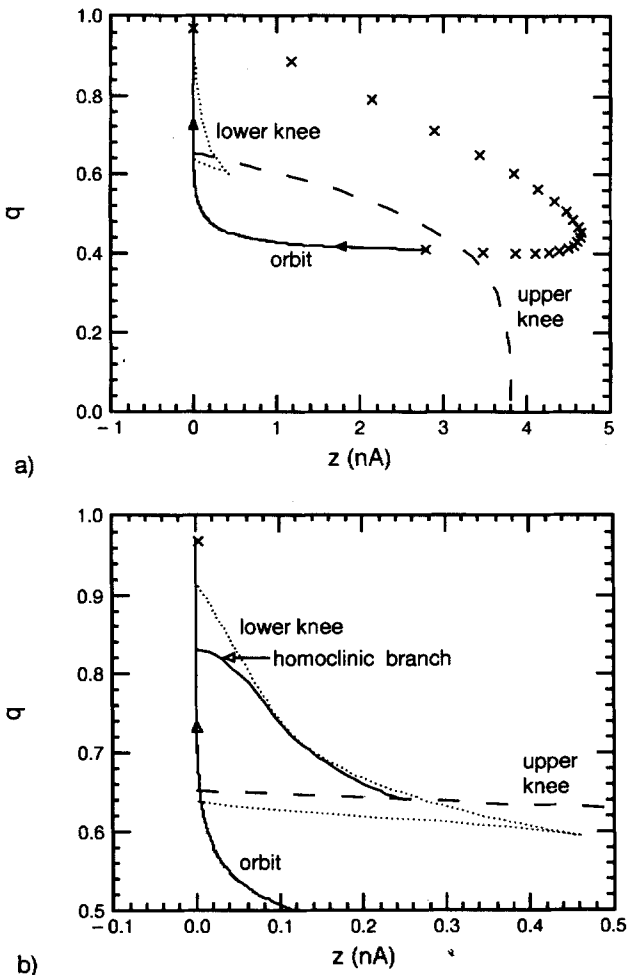 1.0
0.8
0.6
0.4
0.2
0.0
q
lower knee
orbit
upper
knee
−1 0 1 2 3 4 5
z (nA)
a)
1.0
0.9
0.8
0.7
0.6
0.5
q
lower knee
homoclinic branch
upper
knee
orbit
−0.1 0.0 0.1 0.2 0.3 0.4 0.5
z (nA)
b)